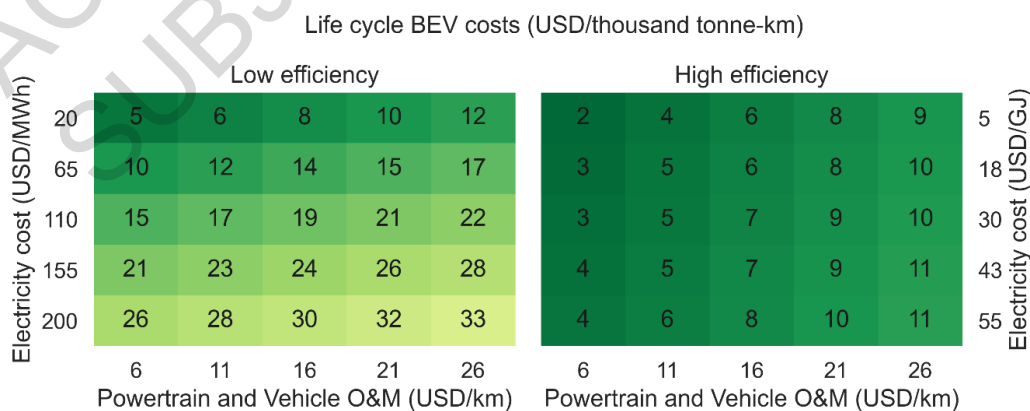 Life cycle BEV costs (USD/thousand tonne-km)
Low efficiency
High efficiency
Electricity cost (USD/MWh)
20 5 6 8 10 12
65 10 12 14 15 17
110 15 17 19 21 22
155 21 23 24 26 28
200 26 28 30 32 33
6 11 16 21 26
Powertrain and Vehicle O&M (USD/km)
2 4 6 8 9 5
3 5 6 8 10 18
3 5 7 9 10 30
4 5 7 9 11 43
4 6 8 10 11 55
6 11 16 21 26
Powertrain and Vehicle O&M (USD/km)
Electricity cost (USD/GJ)
SUBJ